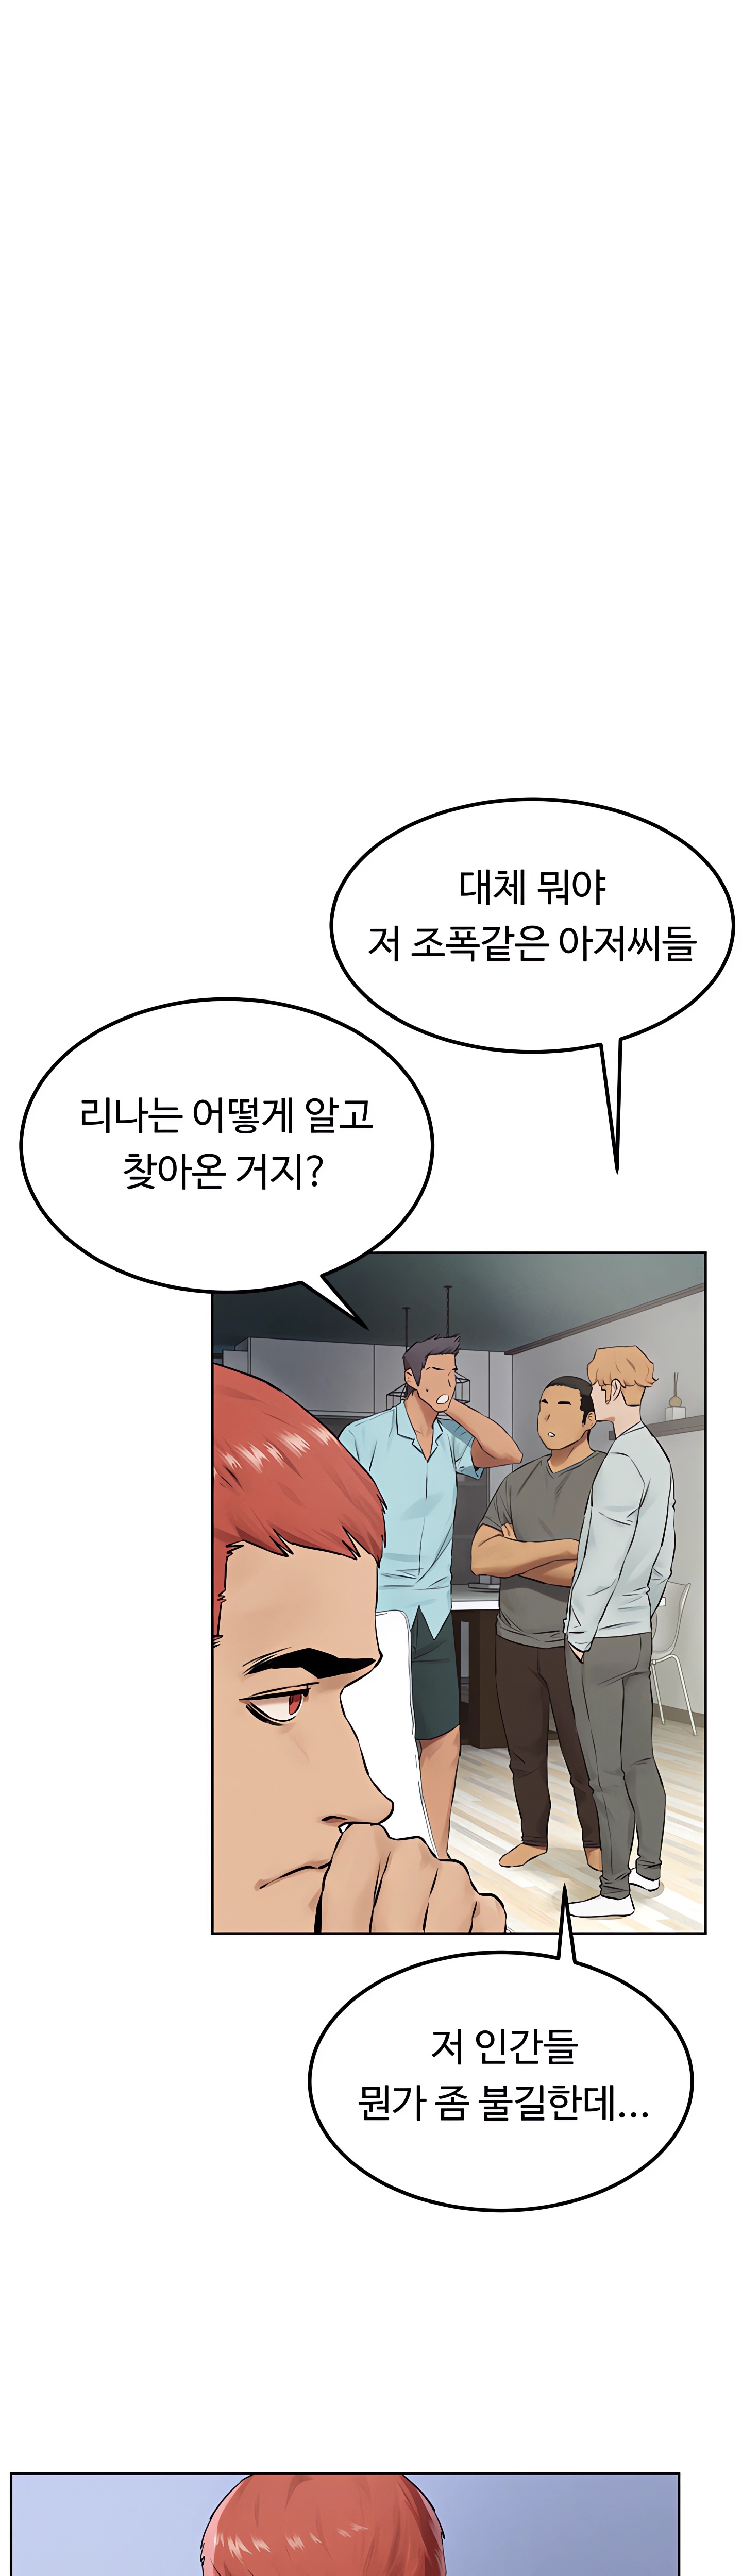 대체 뭐야
저 조폭같은 아저씨들
리나는 어떻게 알고
찾아온 거지?
저 인간들
뭔가 좀 불길한데...